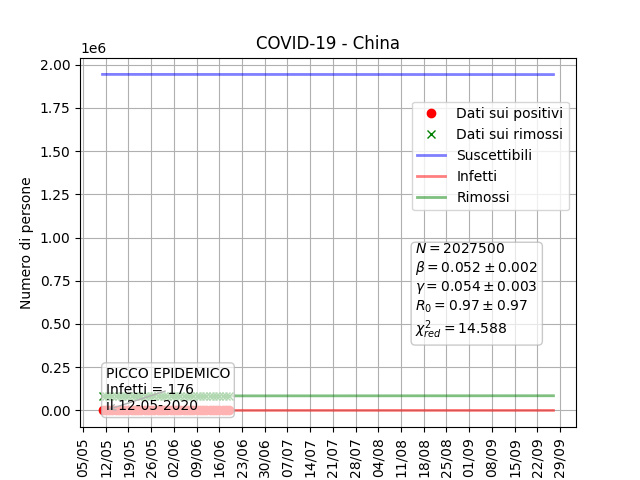 COVID-19 - China
1e6
Numero di persone
2.00
1.75
1.50
1.25
1.00
0.75
0.50
0.25
0.00
Dati sui positivi
Dati sui rimossi
Suscettibili
Infetti
Rimossi
N = 2027500
β = 0.052 ± 0.002
γ = 0.054 ± 0.003
R₀ = 0.97 ± 0.97
χ²_red = 14.588
PICCO EPIDEMICO
Infetti = 176
il 12-05-2020
05/05
12/05
19/05
26/05
02/06
09/06
16/06
23/06
30/06
07/07
14/07
21/07
28/07
04/08
11/08
18/08
25/08
01/09
08/09
15/09
22/09
29/09